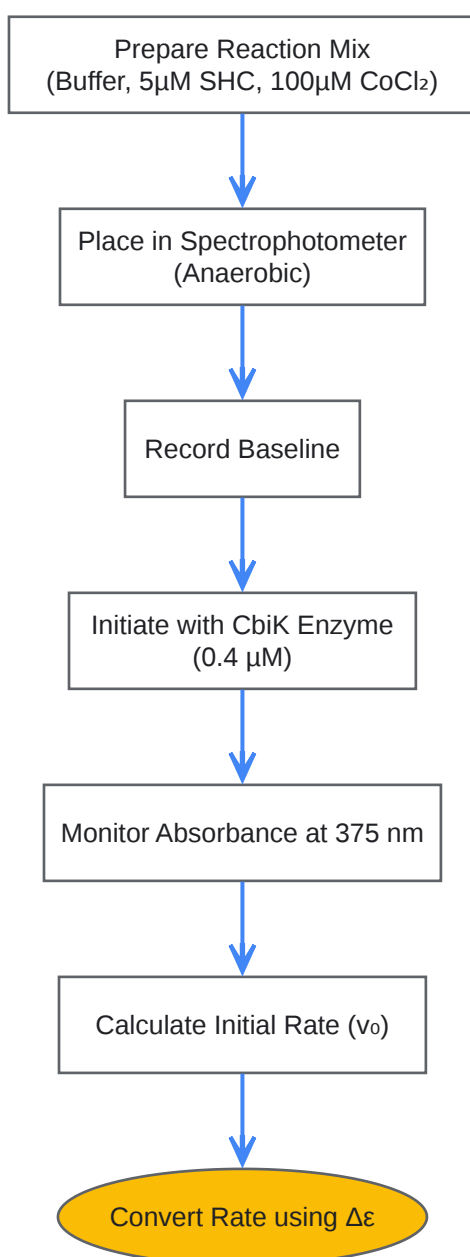 Prepare Reaction Mix
(Buffer, 5µM SHC, 100µM CoCl₂)
Place in Spectrophotometer
(Anaerobic)
Record Baseline
Initiate with CbiK Enzyme
(0.4 µM)
Monitor Absorbance at 375 nm
Calculate Initial Rate (v₀)
Convert Rate using Δε